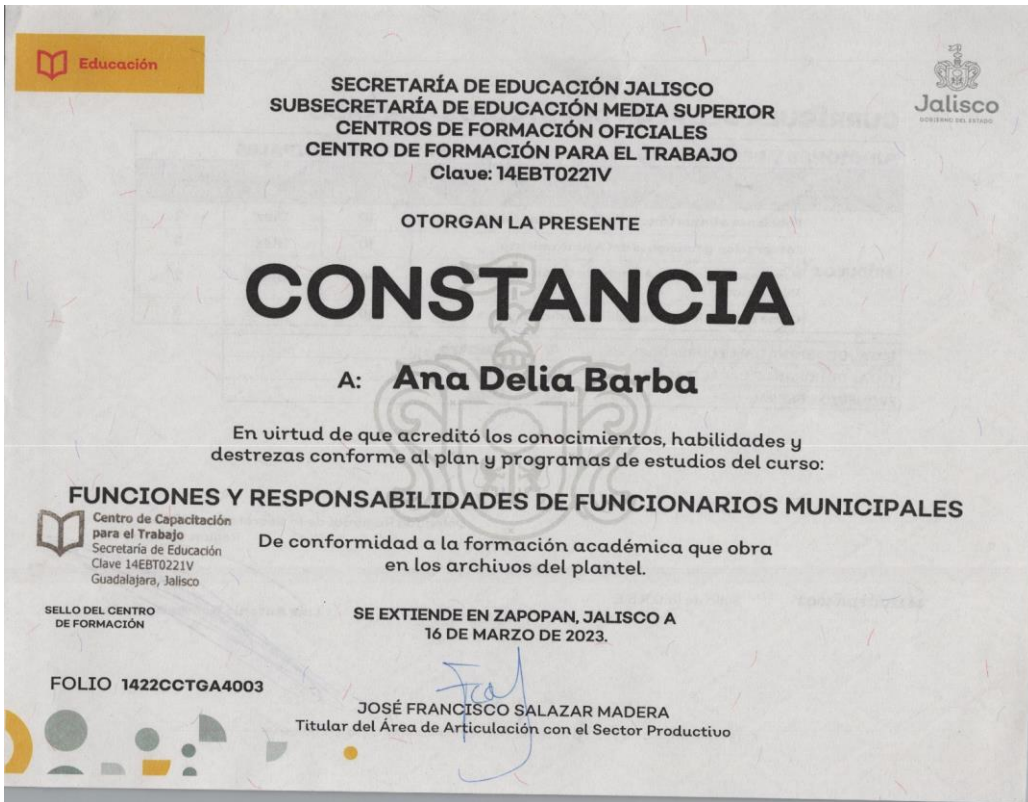 Educación
Jalisco
GOBIERNO DEL ESTADO
SECRETARÍA DE EDUCACIÓN JALISCO
SUBSECRETARÍA DE EDUCACIÓN MEDIA SUPERIOR
CENTROS DE FORMACIÓN OFICIALES
CENTRO DE FORMACIÓN PARA EL TRABAJO
Clave: 14EBT0221V
OTORGAN LA PRESENTE
CONSTANCIA
A: Ana Delia Barba
En virtud de que acreditó los conocimientos, habilidades y
destrezas conforme al plan y programas de estudios del curso:
FUNCIONES Y RESPONSABILIDADES DE FUNCIONARIOS MUNICIPALES
Centro de Capacitación
para el Trabajo
Secretaría de Educación
Clave 14EBT0221V
Guadalajara, Jalisco
De conformidad a la formación académica que obra
en los archivos del plantel.
SELLO DEL CENTRO
DE FORMACIÓN
SE EXTIENDE EN ZAPOPAN, JALISCO A
16 DE MARZO DE 2023.
FOLIO 1422CCTGA4003
JOSÉ FRANCISCO SALAZAR MADERA
Titular del Área de Articulación con el Sector Productivo